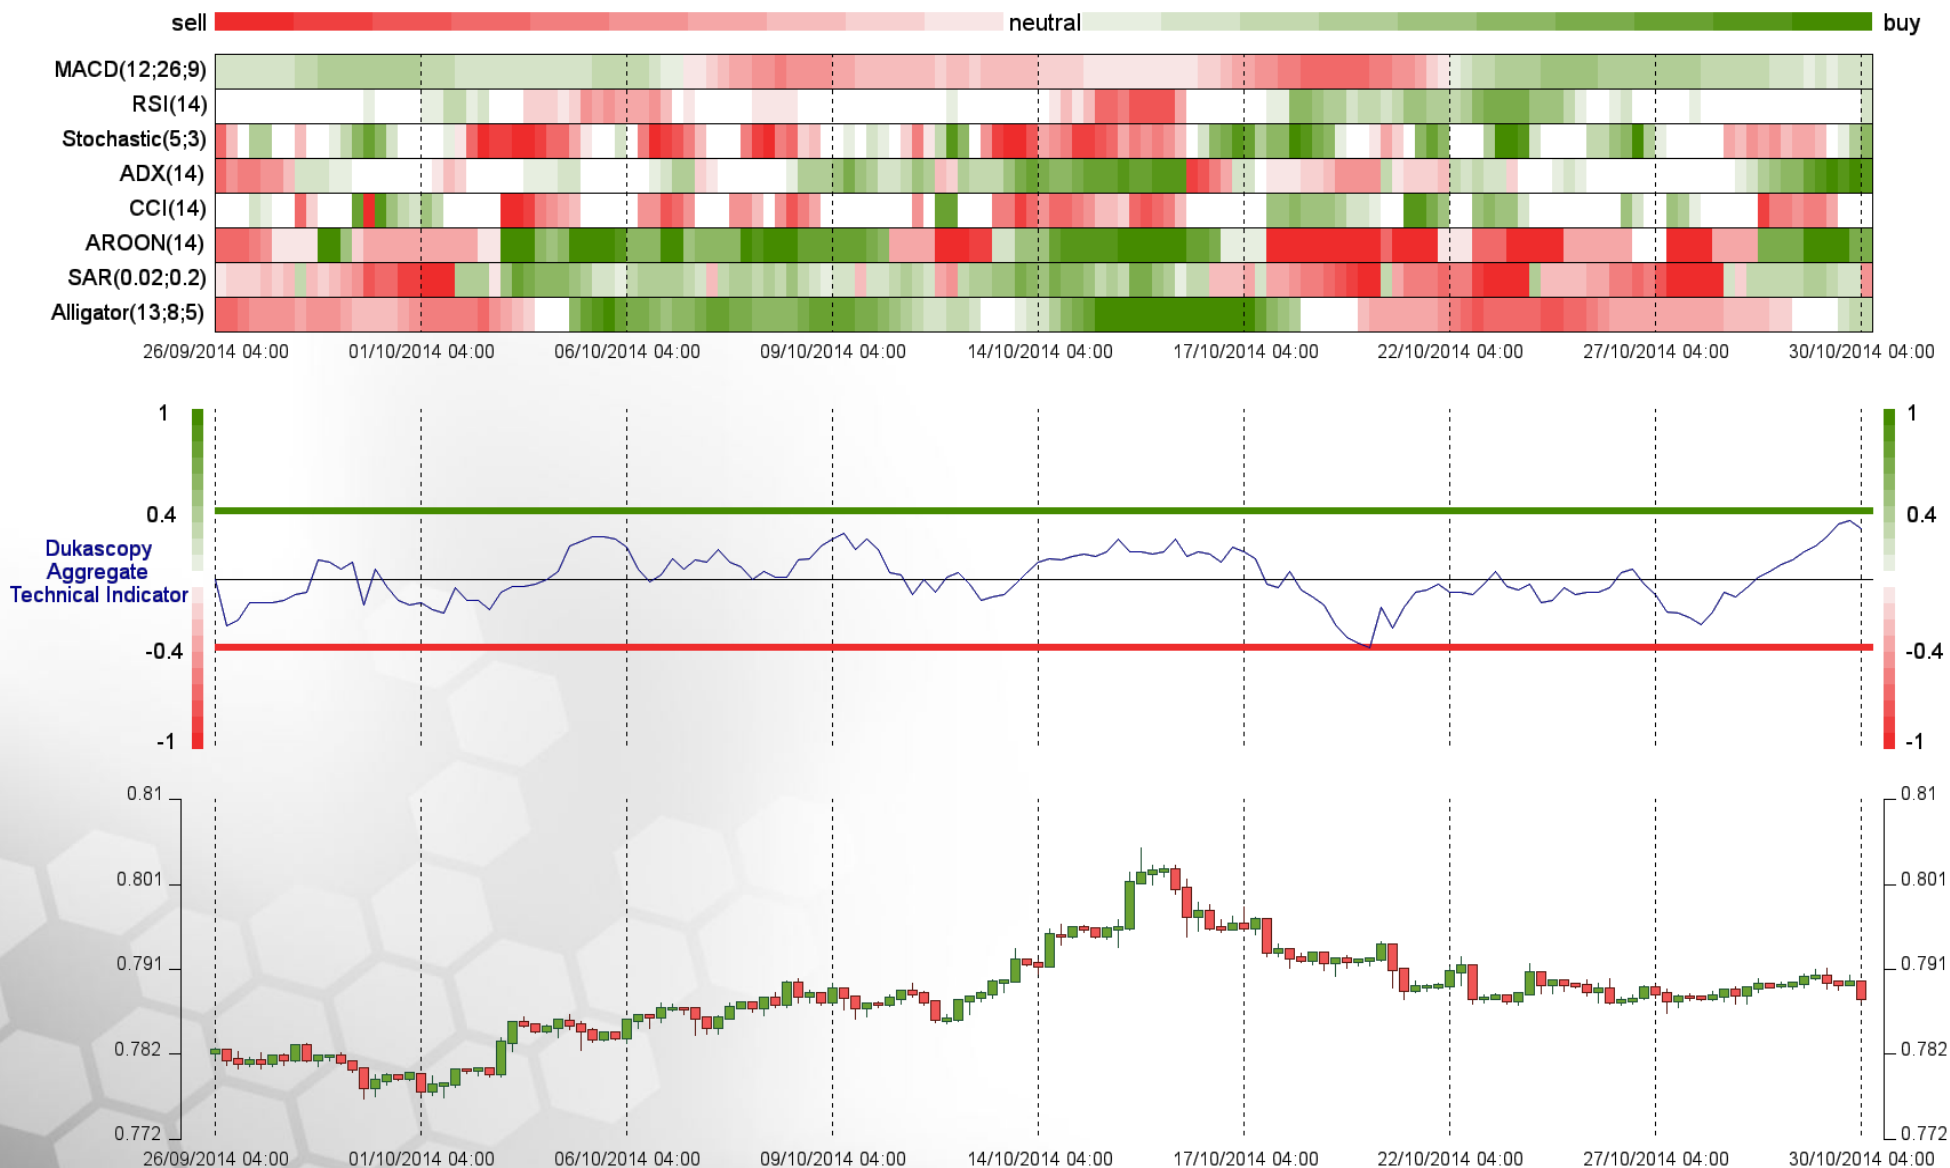 sell neutral buy
MACD(12;26;9)
RSI(14)
Stochastic(5;3)
ADX(14)
CCI(14)
AROON(14)
SAR(0.02;0.2)
Alligator(13;8;5)
26/09/2014 04:00 01/10/2014 04:00 06/10/2014 04:00 09/10/2014 04:00 14/10/2014 04:00 17/10/2014 04:00 22/10/2014 04:00 27/10/2014 04:00 30/10/2014 04:00
1 1
0.4 0.4
Dukascopy
Aggregate
Technical Indicator
-0.4 -0.4
-1 -1
0.81 0.81
0.801 0.801
0.791 0.791
0.782 0.782
0.772 0.772
26/09/2014 04:00 01/10/2014 04:00 06/10/2014 04:00 09/10/2014 04:00 14/10/2014 04:00 17/10/2014 04:00 22/10/2014 04:00 27/10/2014 04:00 30/10/2014 04:00